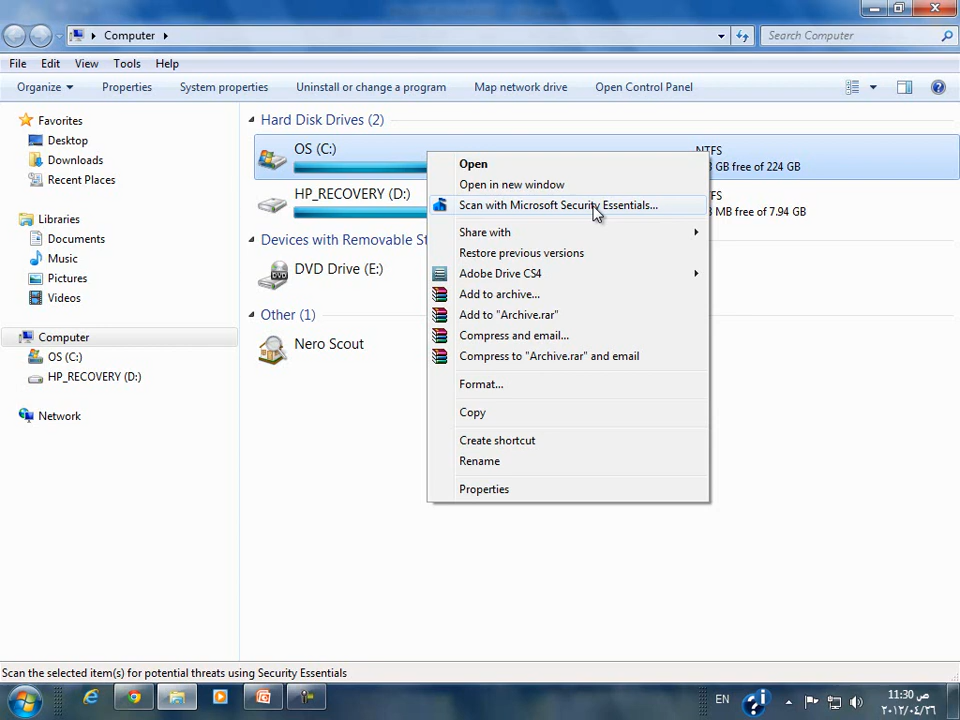 Computer
Search Computer
File Edit View Tools Help
Organize Properties System properties Uninstall or change a program Map network drive Open Control Panel
Favorites
Desktop
Downloads
Recent Places
Libraries
Documents
Music
Pictures
Videos
Computer
OS (C:)
HP_RECOVERY (D:)
Network
Hard Disk Drives (2)
OS (C:)
NTFS
GB free of 224 GB
HP_RECOVERY (D:)
MB free of 7.94 GB
Devices with Removable St
DVD Drive (E:)
Other (1)
Nero Scout
Open
Open in new window
Scan with Microsoft Security Essentials...
Share with
Restore previous versions
Adobe Drive CS4
Add to archive...
Add to "Archive.rar"
Compress and email...
Compress to "Archive.rar" and email
Format...
Copy
Create shortcut
Rename
Properties
Scan the selected item(s) for potential threats using Security Essentials
EN
11:30 ص
٢٠١٢/٠٤/٢٦